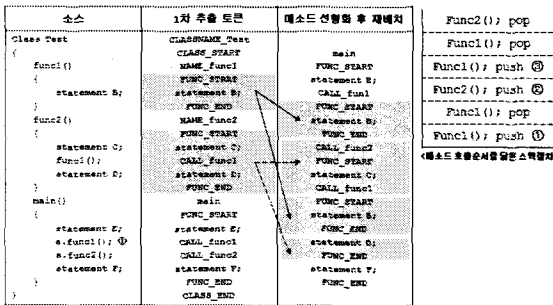 소스
Class Test
{
func1()
{
statement B;
}
func2()
{
statement C;
func1();
statement D;
}
main()
{
statement E;
a.func1(); ①
a.func2();
statement F;
}
}
1차 추출 토큰
CLASSNAME_Test
CLASS_START
NAME_func1
FUNC_START
statement B;
FUNC_END
NAME_func2
FUNC_START
statement C;
CALL_func1
statement D;
FUNC_END
main
FUNC_START
statement E;
CALL_func1
CALL_func2
statement F;
FUNC_END
CLASS_END
메소드 선형화 후 재배치
main
FUNC_START
statement E;
CALL_fun1
FUNC_START
statement B;
FUNC_END
CALL_func2
FUNC_START
statement C;
CALL_func1
FUNC_START
statement B;
FUNC_END
statement D;
FUNC_END
statement F;
FUNC_END
Func2(); pop
Func1(); pop
Func1(); push ③
Func2(); push ②
Func1(); pop
Func1(); push ①
<메소드 호출순서를 담은 스택절차